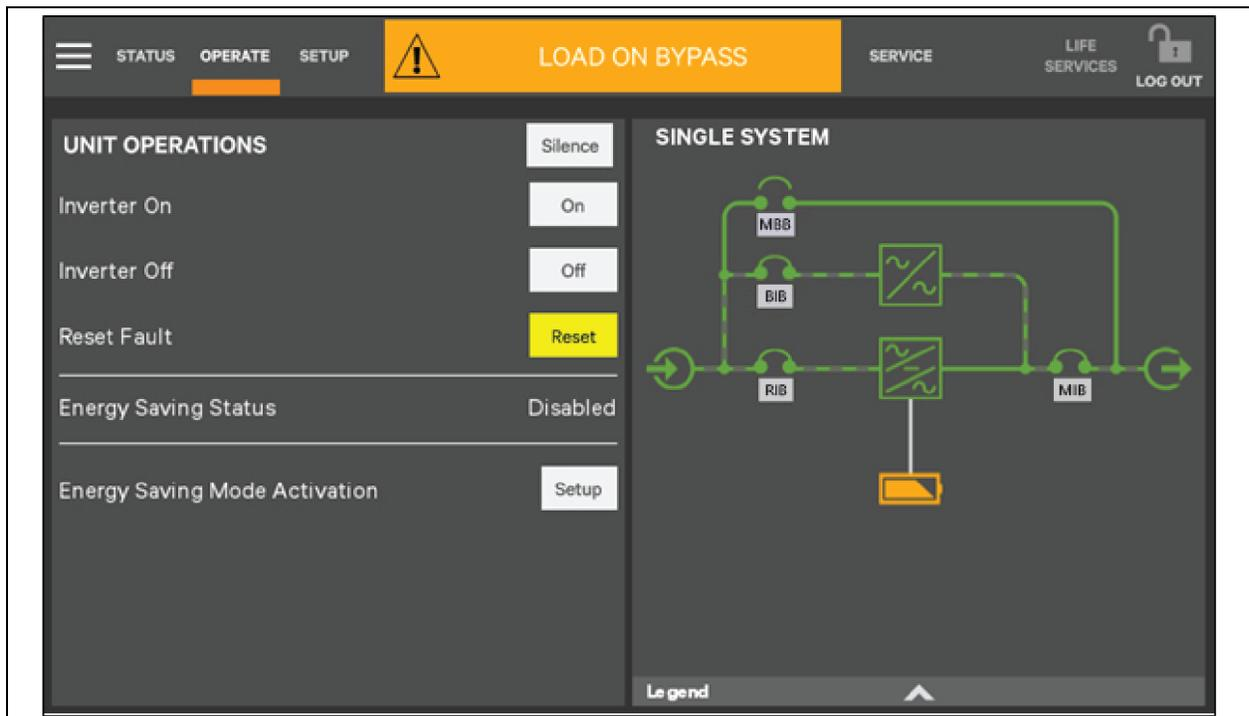 STATUS OPERATE SETUP LOAD ON BYPASS SERVICE LIFE SERVICES LOG OUT
UNIT OPERATIONS Silence
Inverter On On
Inverter Off Off
Reset Fault Reset
Energy Saving Status Disabled
Energy Saving Mode Activation Setup
SINGLE SYSTEM
MBB
BIB
RIB MIB
Legend